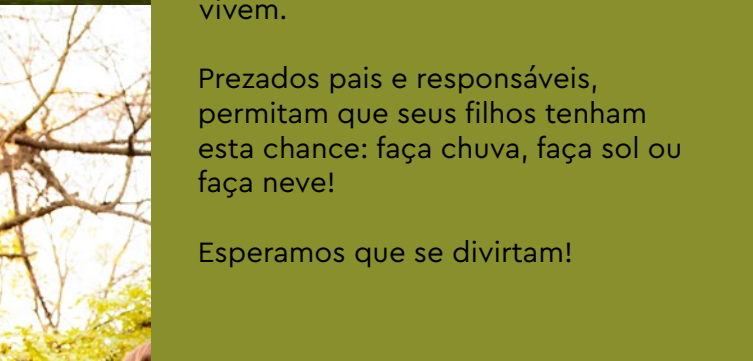 vivem.
Prezados pais e responsáveis,
permitam que seus filhos tenham
esta chance: faça chuva, faça sol ou
faça neve!
Esperamos que se divirtam!